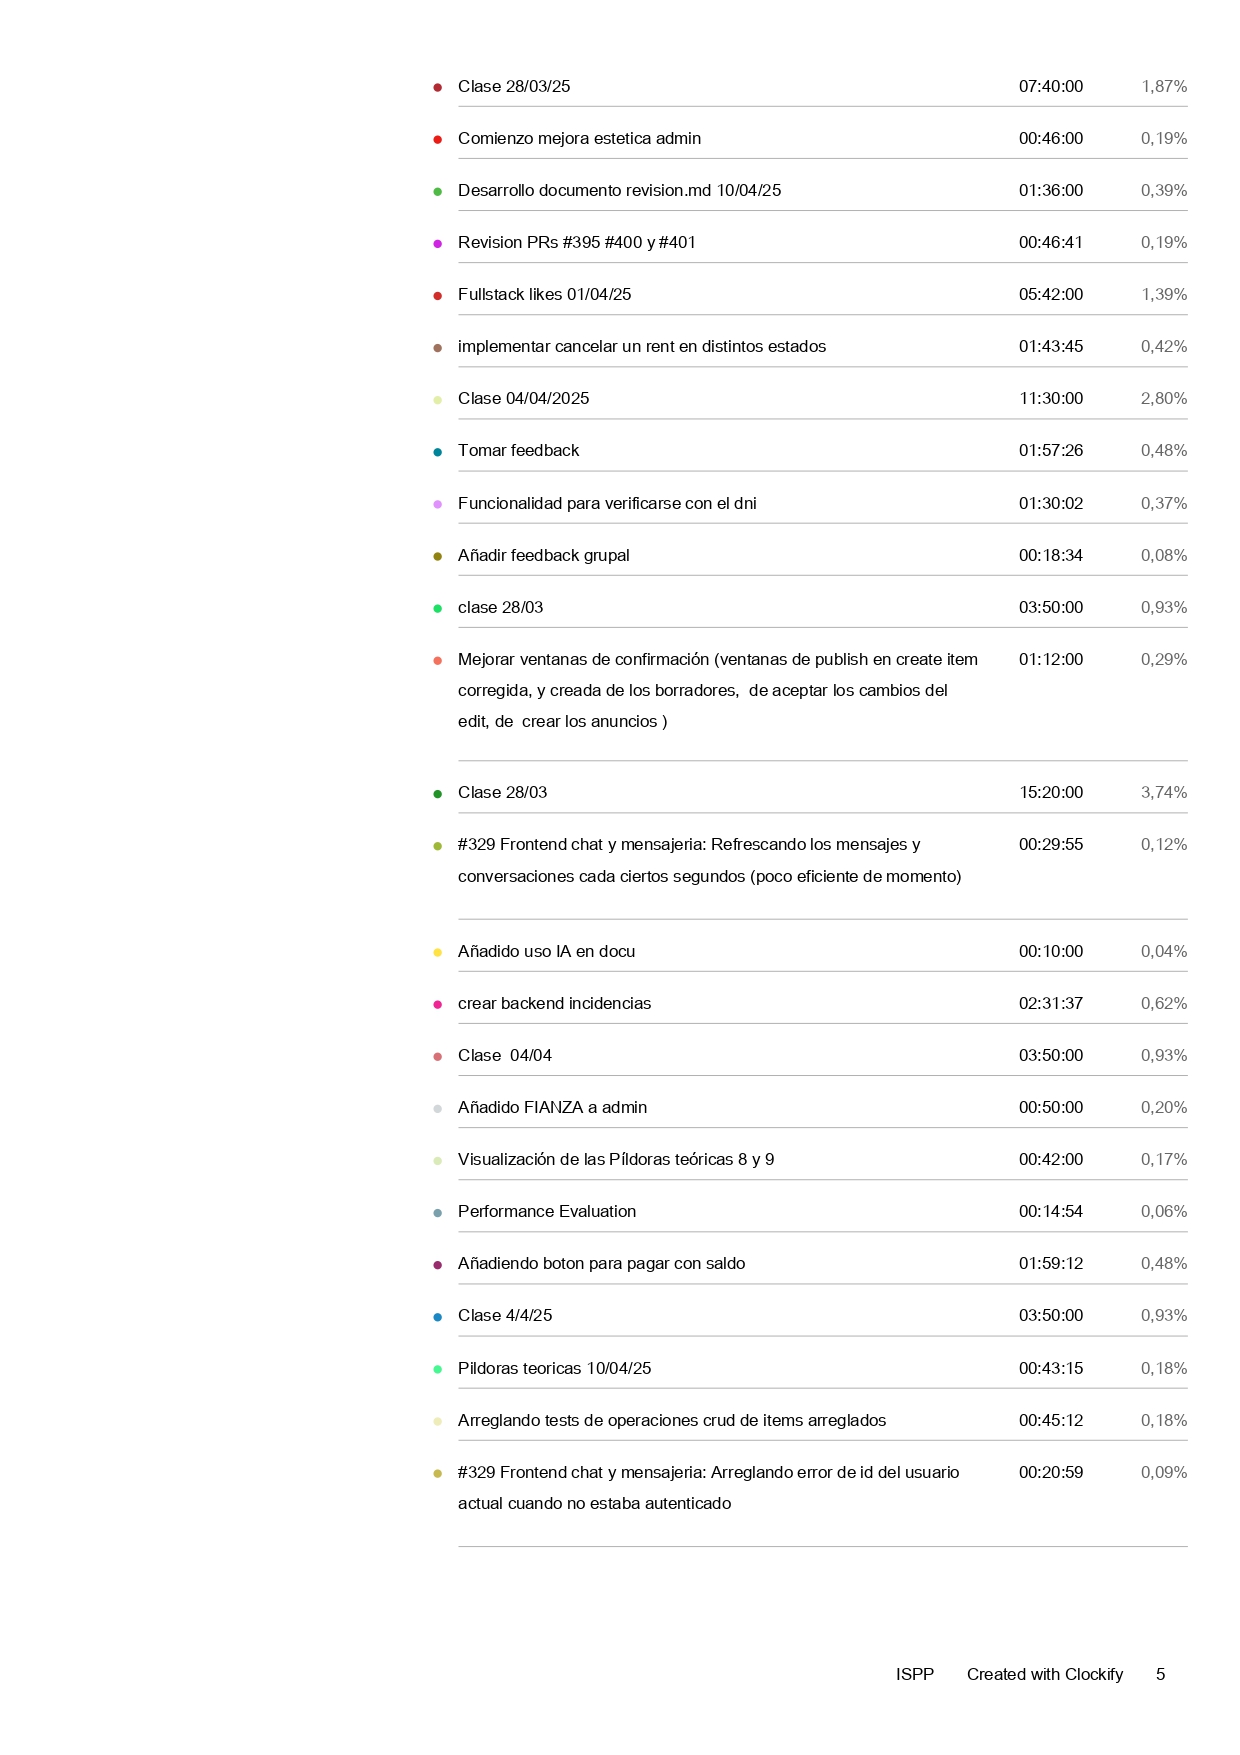 Clase 28/03/25 07:40:00 1,87%
Comienzo mejora estetica admin 00:46:00 0,19%
Desarrollo documento revision.md 10/04/25 01:36:00 0,39%
Revision PRs #395 #400 y #401 00:46:41 0,19%
Fullstack likes 01/04/25 05:42:00 1,39%
implementar cancelar un rent en distintos estados 01:43:45 0,42%
Clase 04/04/2025 11:30:00 2,80%
Tomar feedback 01:57:26 0,48%
Funcionalidad para verificarse con el dni 01:30:02 0,37%
Añadir feedback grupal 00:18:34 0,08%
clase 28/03 03:50:00 0,93%
Mejorar ventanas de confirmación (ventanas de publish en create item 01:12:00 0,29%
corregida, y creada de los borradores,  de aceptar los cambios del
edit, de  crear los anuncios )
Clase 28/03 15:20:00 3,74%
#329 Frontend chat y mensajeria: Refrescando los mensajes y 00:29:55 0,12%
conversaciones cada ciertos segundos (poco eficiente de momento)
Añadido uso IA en docu 00:10:00 0,04%
crear backend incidencias 02:31:37 0,62%
Clase  04/04 03:50:00 0,93%
Añadido FIANZA a admin 00:50:00 0,20%
Visualización de las Píldoras teóricas 8 y 9 00:42:00 0,17%
Performance Evaluation 00:14:54 0,06%
Añadiendo boton para pagar con saldo 01:59:12 0,48%
Clase 4/4/25 03:50:00 0,93%
Pildoras teoricas 10/04/25 00:43:15 0,18%
Arreglando tests de operaciones crud de items arreglados 00:45:12 0,18%
#329 Frontend chat y mensajeria: Arreglando error de id del usuario 00:20:59 0,09%
actual cuando no estaba autenticado
ISPP Created with Clockify 5